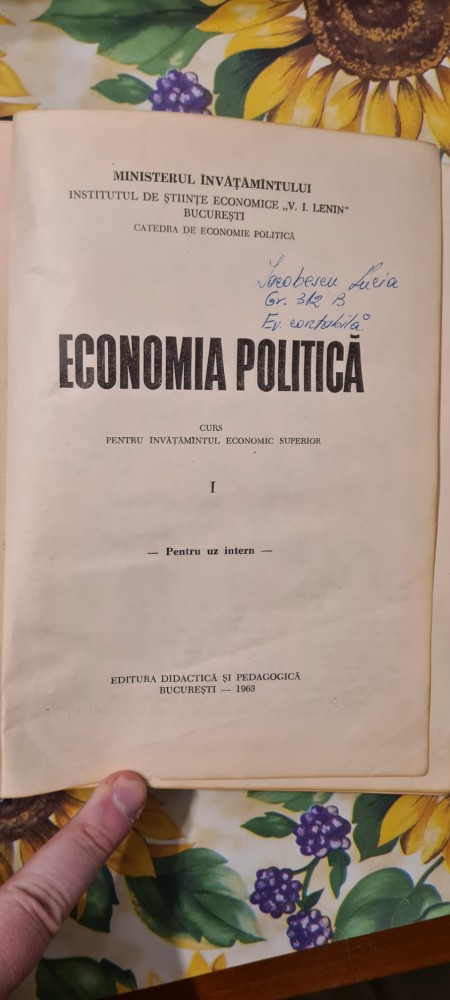 MINISTERUL ÎNVĂȚĂMÎNTULUI
INSTITUTUL DE ȘTIINȚE ECONOMICE „V. I. LENIN”
BUCUREȘTI
CATEDRA DE ECONOMIE POLITICĂ
Iacobescu Lucia
Gr. 312 B
Ev. contabilă
ECONOMIA POLITICĂ
CURS
PENTRU ÎNVĂȚĂMÎNTUL ECONOMIC SUPERIOR
I
— Pentru uz intern —
EDITURA DIDACTICĂ ȘI PEDAGOGICĂ
BUCUREȘTI — 1963